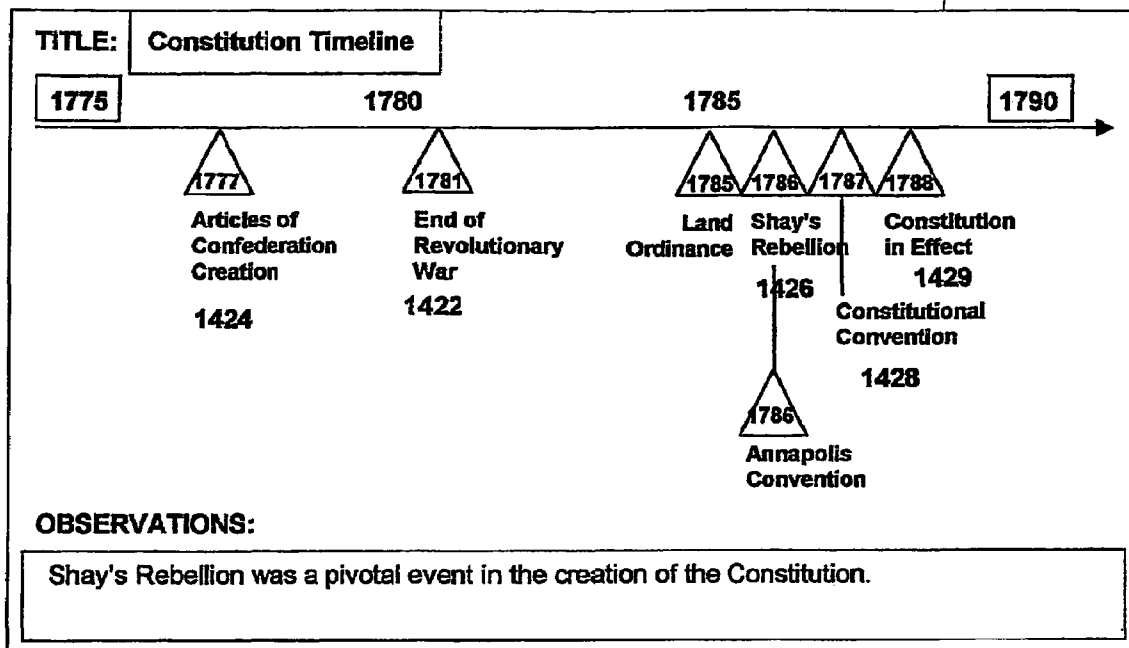 TITLE: Constitution Timeline
1775 1780 1785 1790
1777 1781 1785 1786 1787 1788
Articles of
Confederation
Creation
1424
End of
Revolutionary
War
1422
Land
Ordinance
Shay's
Rebellion
1426
Constitution
in Effect
1429
Constitutional
Convention
1428
1786
Annapolis
Convention
OBSERVATIONS:
Shay's Rebellion was a pivotal event in the creation of the Constitution.